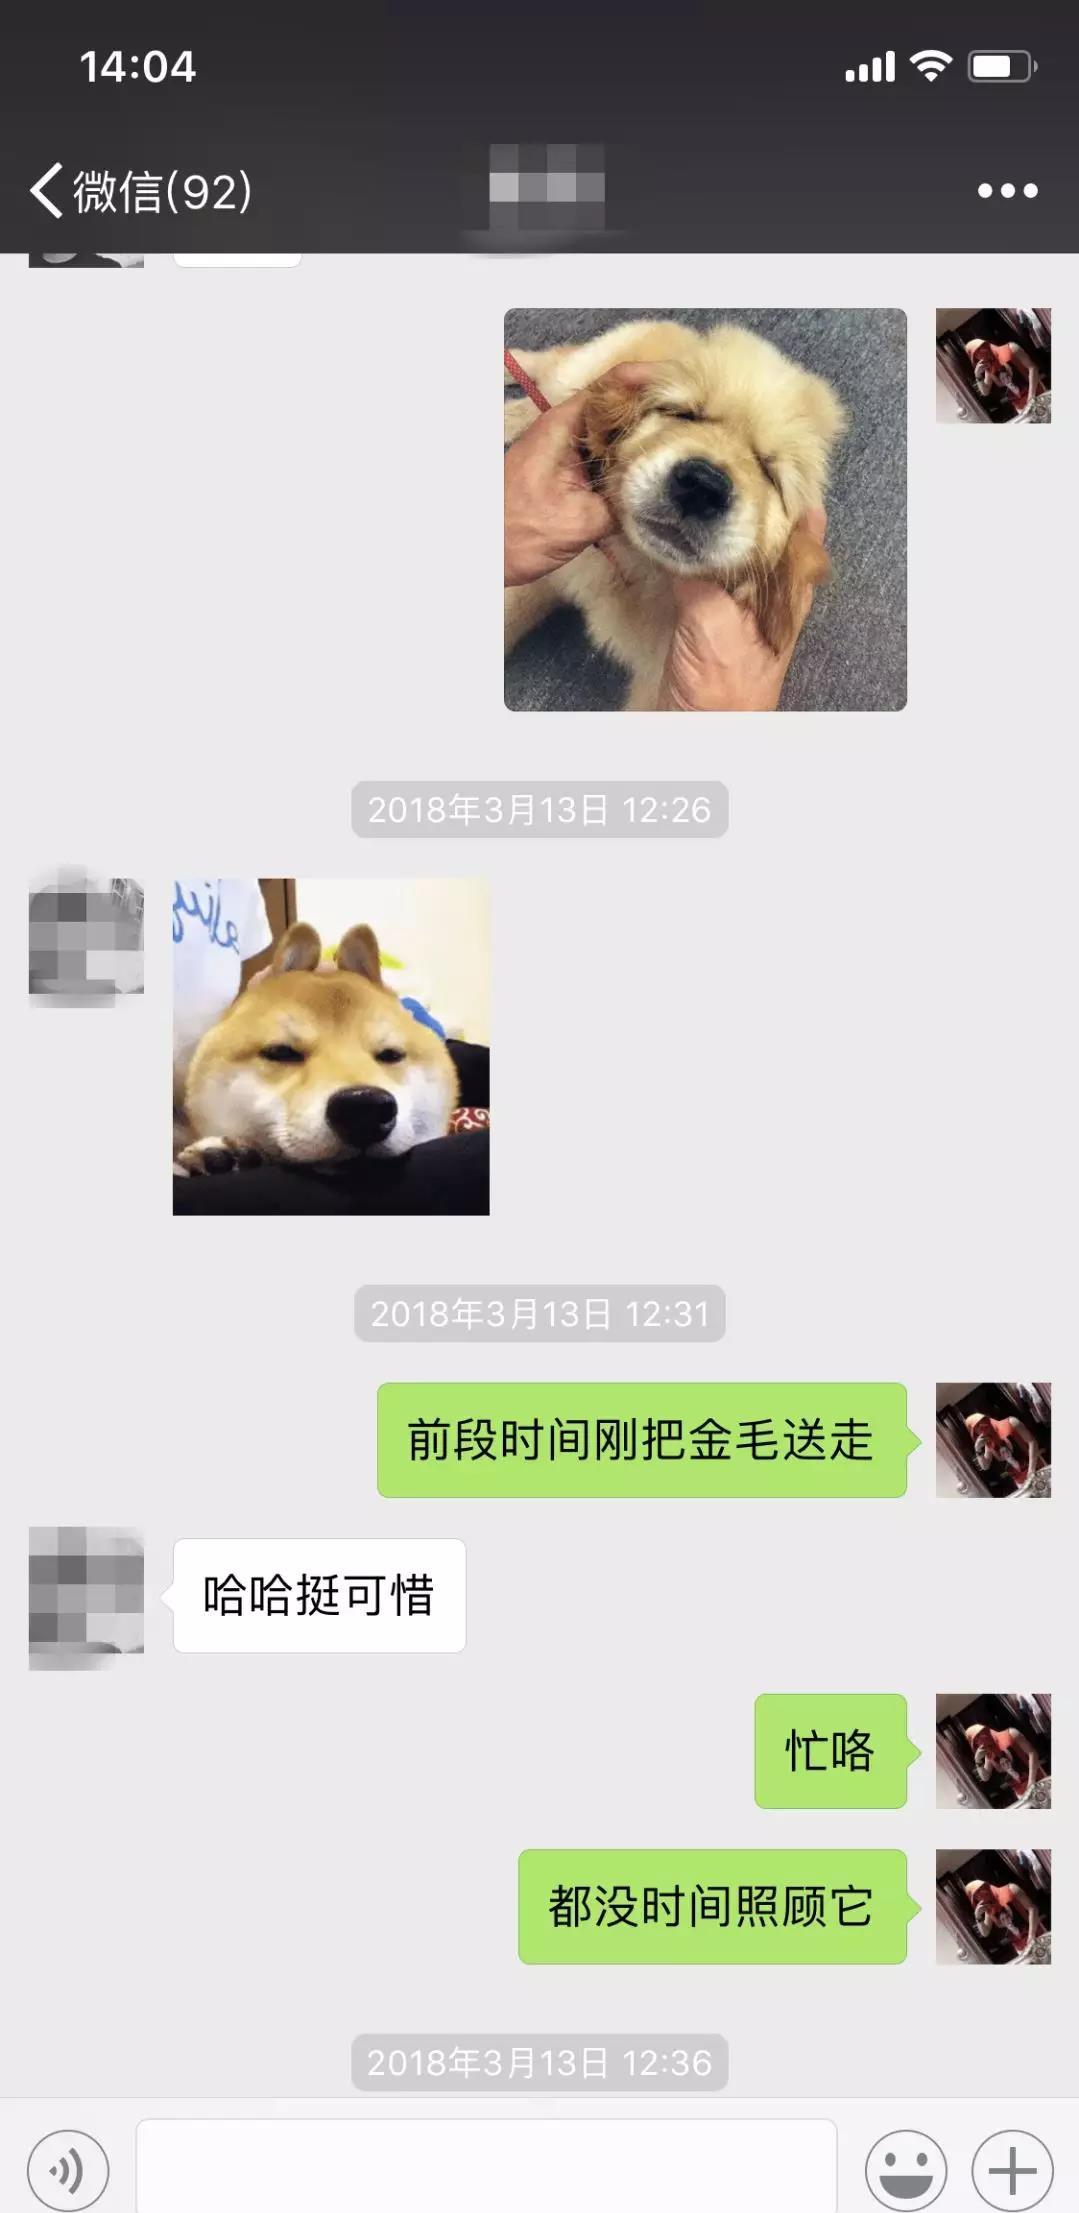 14:04
微信(92)
2018年3月13日 12:26
2018年3月13日 12:31
前段时间刚把金毛送走
哈哈挺可惜
忙咯
都没时间照顾它
2018年3月13日 12:36